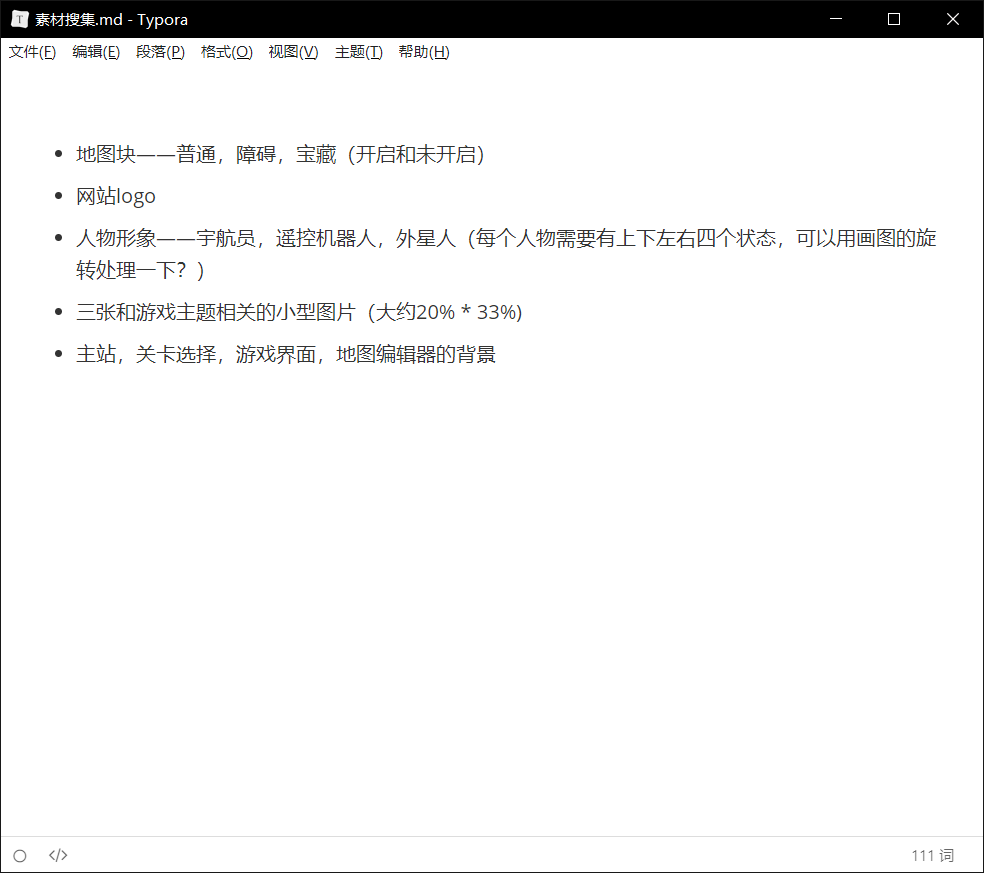 素材搜集.md - Typora
文件(F) 编辑(E) 段落(P) 格式(O) 视图(V) 主题(T) 帮助(H)
地图块——普通，障碍，宝藏（开启和未开启）
网站logo
人物形象——宇航员，遥控机器人，外星人（每个人物需要有上下左右四个状态，可以用画图的旋
转处理一下？）
三张和游戏主题相关的小型图片（大约20% * 33%)
主站，关卡选择，游戏界面，地图编辑器的背景
</> 111 词